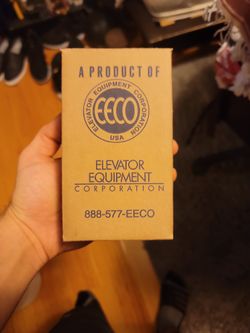 A PRODUCT OF
ELEVATOR EQUIPMENT CORPORATION
EECO
USA
ELEVATOR
EQUIPMENT
CORPORATION
888-577-EECO